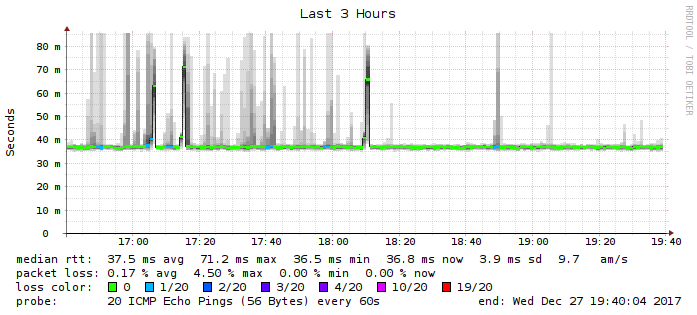 Last 3 Hours
RRDTOOL / TOBI OETIKER
Seconds
80 m
70 m
60 m
50 m
40 m
30 m
20 m
10 m
0
17:00 17:20 17:40 18:00 18:20 18:40 19:00 19:20 19:40
median rtt: 37.5 ms avg 71.2 ms max 36.5 ms min 36.8 ms now 3.9 ms sd 9.7 am/s
packet loss: 0.17 % avg 4.50 % max 0.00 % min 0.00 % now
loss color: 0 1/20 2/20 3/20 4/20 10/20 19/20
probe: 20 ICMP Echo Pings (56 Bytes) every 60s end: Wed Dec 27 19:40:04 2017